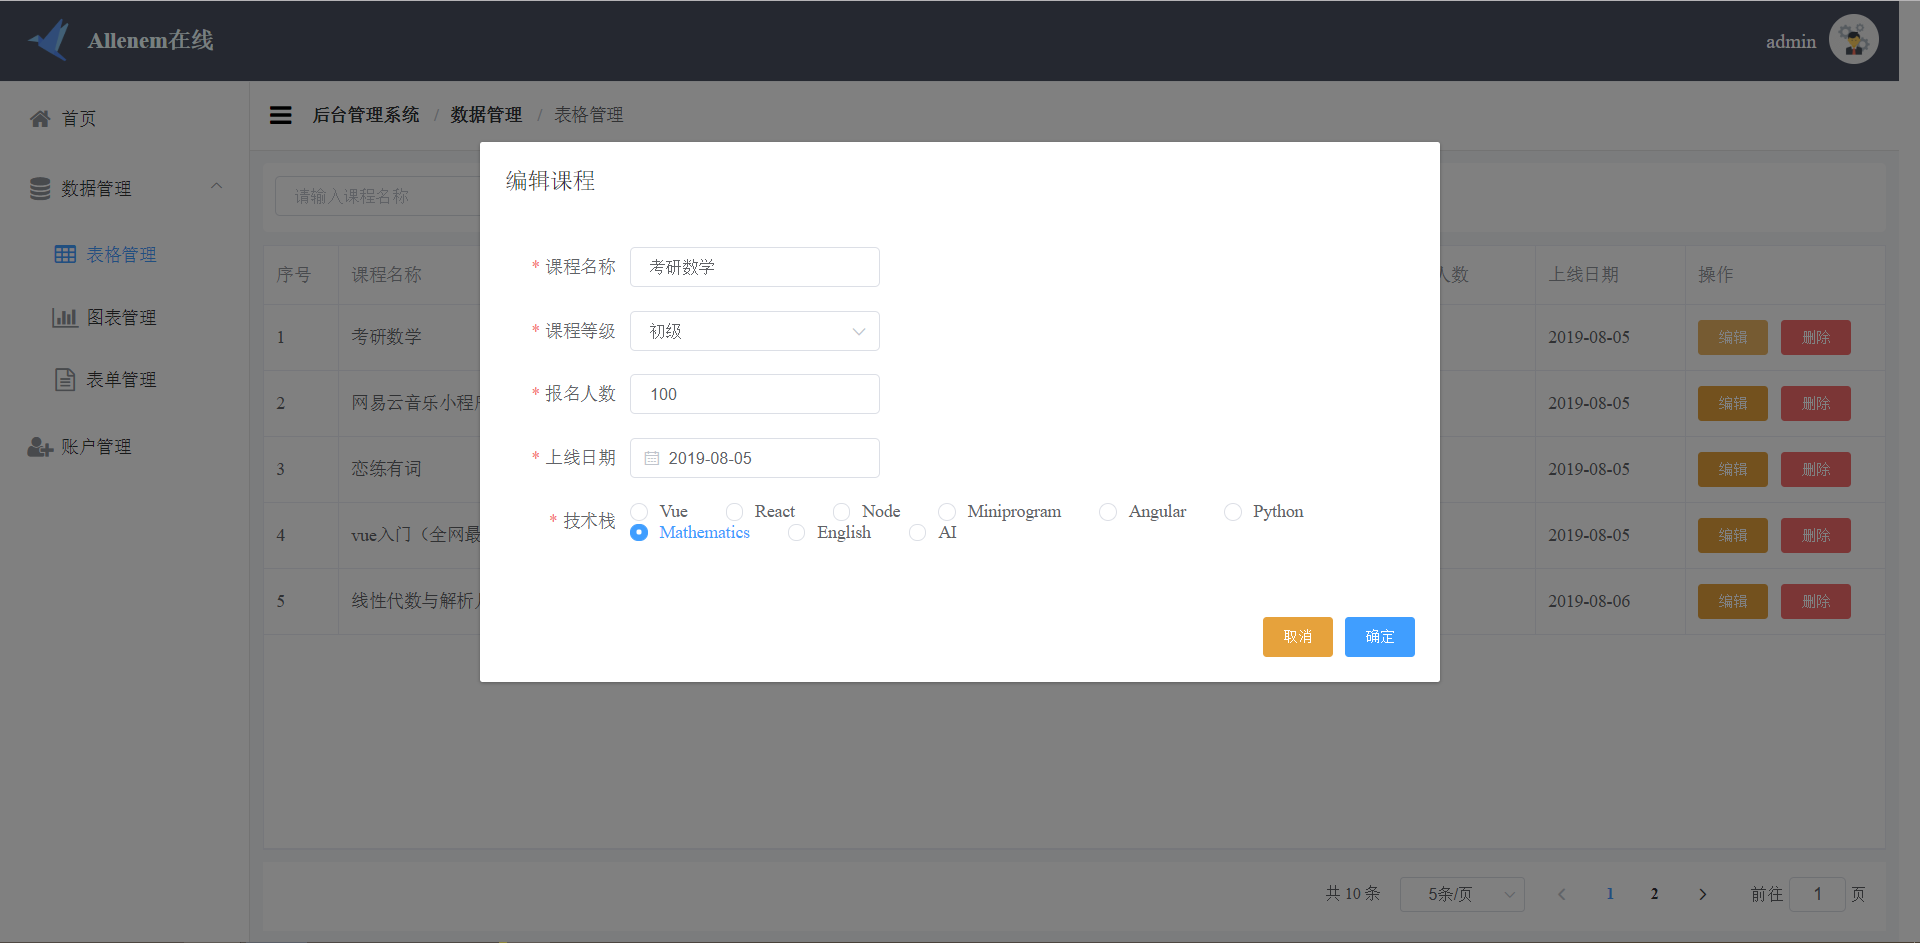 Allenem在线
admin
首页
数据管理
表格管理
图表管理
表单管理
账户管理
后台管理系统 / 数据管理 / 表格管理
请输入课程名称
序号 课程名称 人数 上线日期 操作
1 考研数学 2019-08-05 编辑 删除
2 网易云音乐小程序 2019-08-05 编辑 删除
3 恋练有词 2019-08-05 编辑 删除
4 vue入门（全网最 2019-08-05 编辑 删除
5 线性代数与解析 2019-08-06 编辑 删除
编辑课程
* 课程名称 考研数学
* 课程等级 初级
* 报名人数 100
* 上线日期 2019-08-05
* 技术栈 Vue React Node Miniprogram Angular Python
Mathematics English AI
取消 确定
共 10 条 5条/页 1 2 前往 1 页